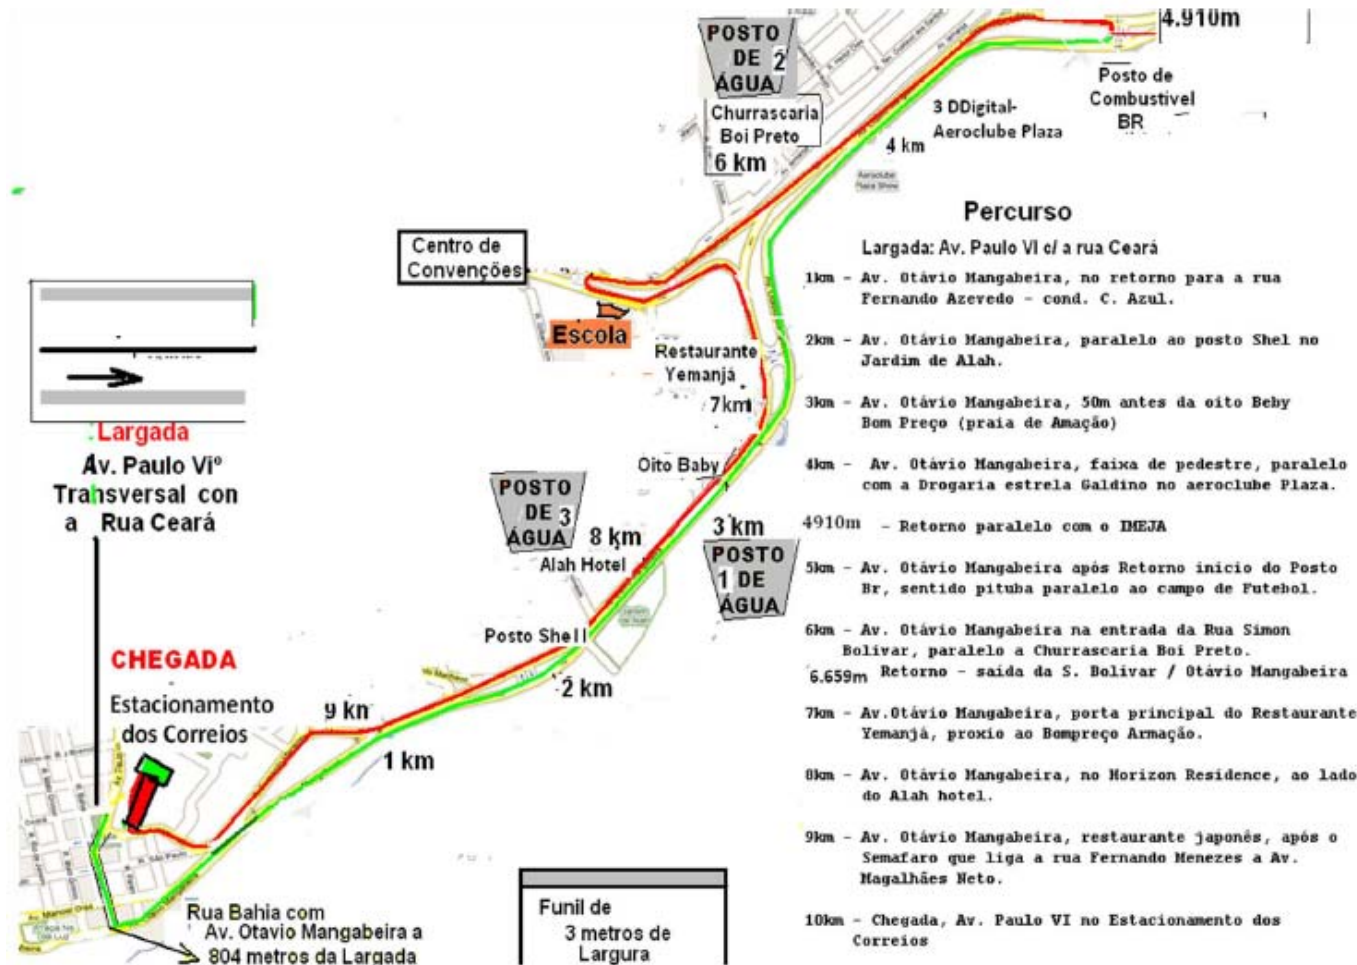 4.910m
POSTO
DE 2
ÁGUA
Churrascaria
Boi Preto
6 km
Posto de
Combustivel
BR
3 DDigital-
Aeroclube Plaza
4 km
Aeroclube
Plaza Show
Centro de
Convenções
Escola
Restaurante
Yemanjá
7km
Oito Baby
POSTO
DE 3
ÁGUA
8 km
Alah Hotel
3 km
POSTO
1 DE
ÁGUA
Posto Shell
2 km
9 kn
1 km
Largada
Av. Paulo VIº
Transversal con
a Rua Ceará
CHEGADA
Estacionamento
dos Correios
R. São Paulo
Av. Manoel Dias
Rua Bahia com
Av. Otavio Mangabeira a
804 metros da Largada
Funil de
3 metros de
Largura
Percurso
Largada: Av. Paulo VI c/ a rua Ceará
1km - Av. Otávio Mangabeira, no retorno para a rua
Fernando Azevedo - cond. C. Azul.
2km - Av. Otávio Mangabeira, paralelo ao posto Shel no
Jardim de Alah.
3km - Av. Otávio Mangabeira, 50m antes da oito Beby
Bom Preço (praia de Amação)
4km - Av. Otávio Mangabeira, faixa de pedestre, paralelo
com a Drogaria estrela Galdino no aeroclube Plaza.
4910m - Retorno paralelo com o IMEJA
5km - Av. Otávio Mangabeira após Retorno inicio do Posto
Br, sentido pituba paralelo ao campo de Futebol.
6km - Av. Otávio Mangabeira na entrada da Rua Simon
Bolivar, paralelo a Churrascaria Boi Preto.
6.659m Retorno - saída da S. Bolivar / Otávio Mangabeira
7km - Av.Otávio Mangabeira, porta principal do Restaurante
Yemanjá, proxio ao Bompreço Armação.
8km - Av. Otávio Mangabeira, no Horizon Residence, ao lado
do Alah hotel.
9km - Av. Otávio Mangabeira, restaurante japonês, após o
Semafaro que liga a rua Fernando Menezes a Av.
Magalhães Neto.
10km - Chegada, Av. Paulo VI no Estacionamento dos
Correios